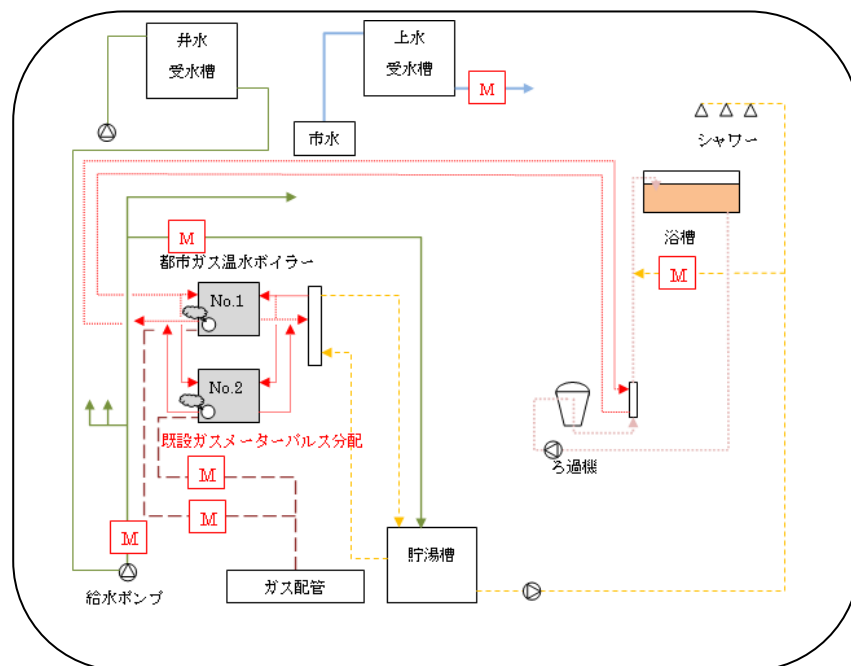 井水
受水槽
上水
受水槽
M
市水
シャワー
浴槽
M
M
都市ガス温水ボイラー
No.1
No.2
既設ガスメーターパルス分配
ろ過機
M
M
M
貯湯槽
ガス配管
給水ポンプ